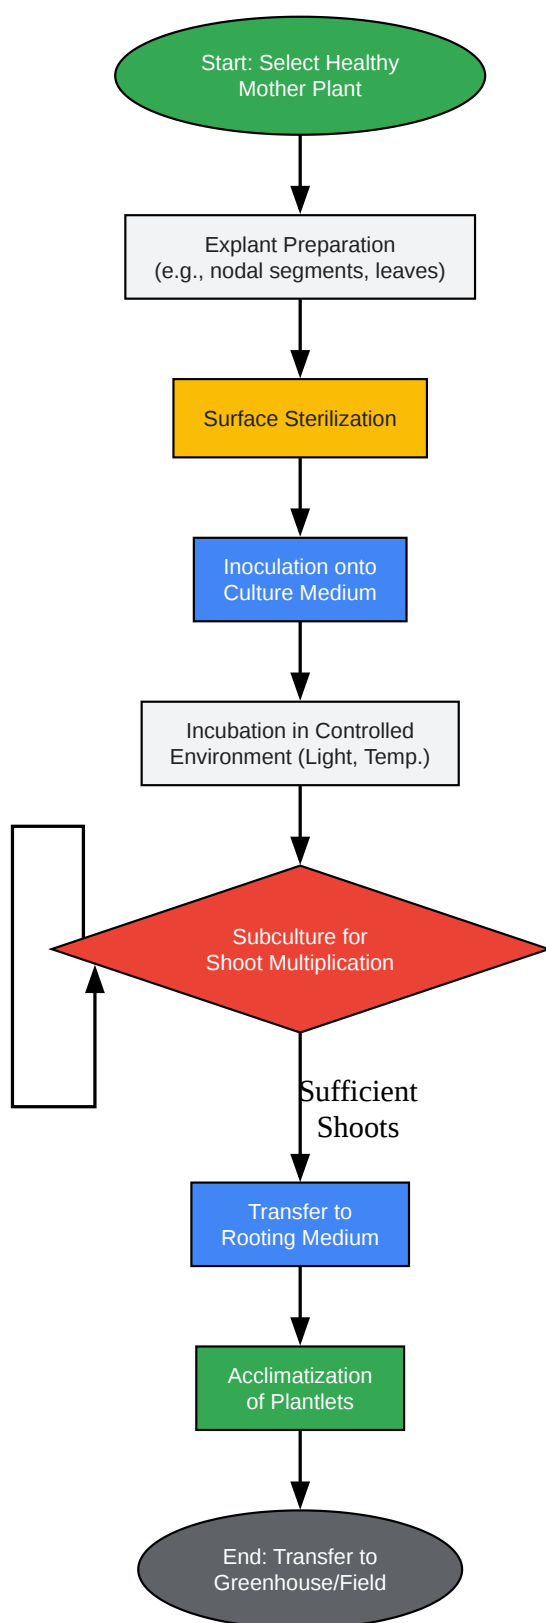 Start: Select Healthy
Mother Plant
Explant Preparation
(e.g., nodal segments, leaves)
Surface Sterilization
Inoculation onto
Culture Medium
Incubation in Controlled
Environment (Light, Temp.)
Subculture for
Shoot Multiplication
Sufficient
Shoots
Transfer to
Rooting Medium
Acclimatization
of Plantlets
End: Transfer to
Greenhouse/Field